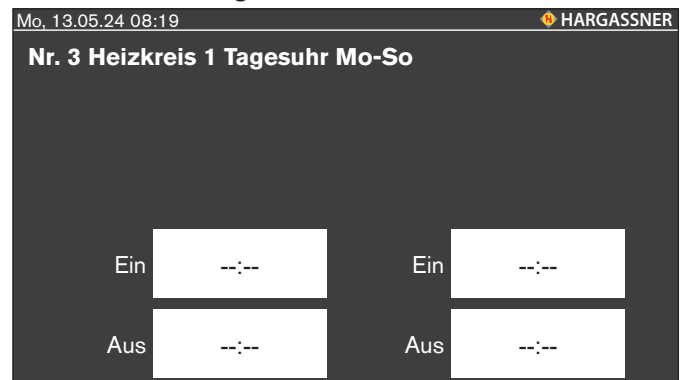 Mo, 13.05.24 08:19 HARGASSNER
Nr. 3 Heizkreis 1 Tagesuhr Mo-So
Ein --:-- Ein --:--
Aus --:-- Aus --:--